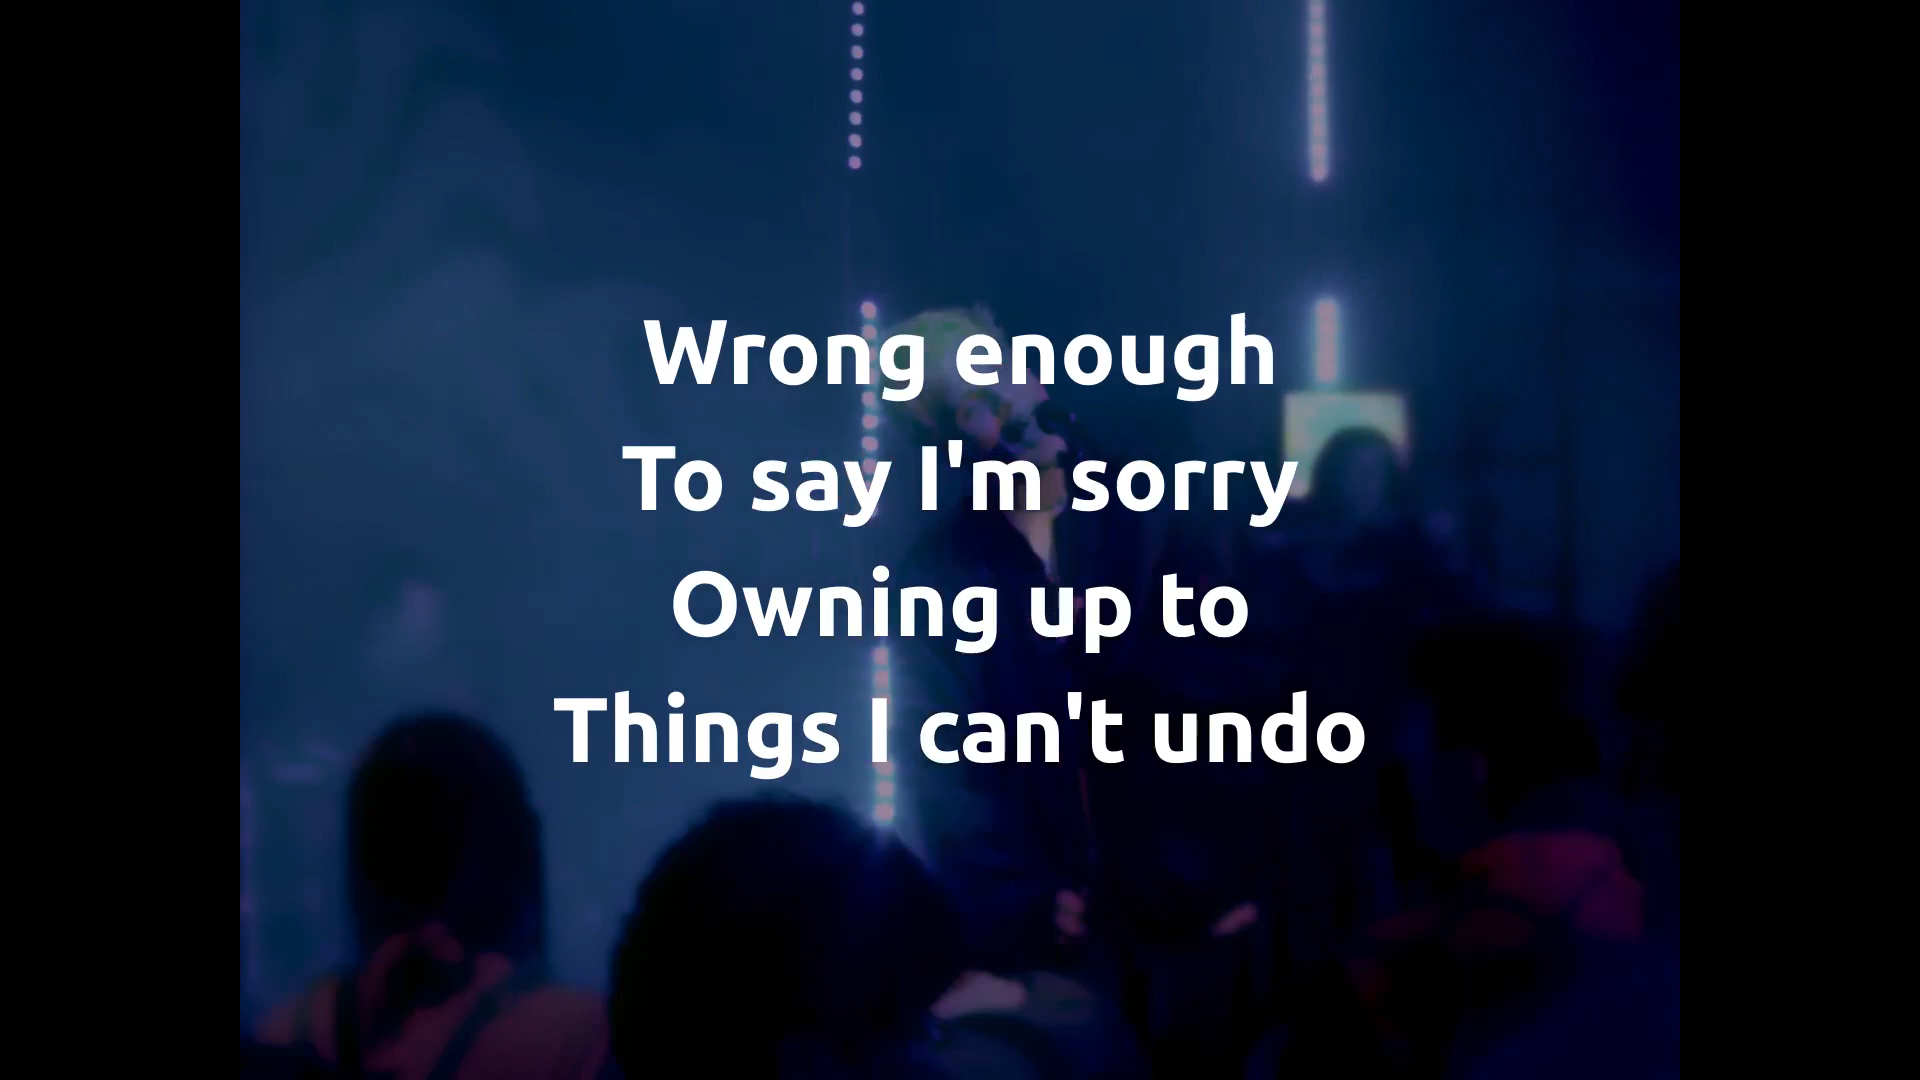 Wrong enough
To say I'm sorry
Owning up to
Things I can't undo